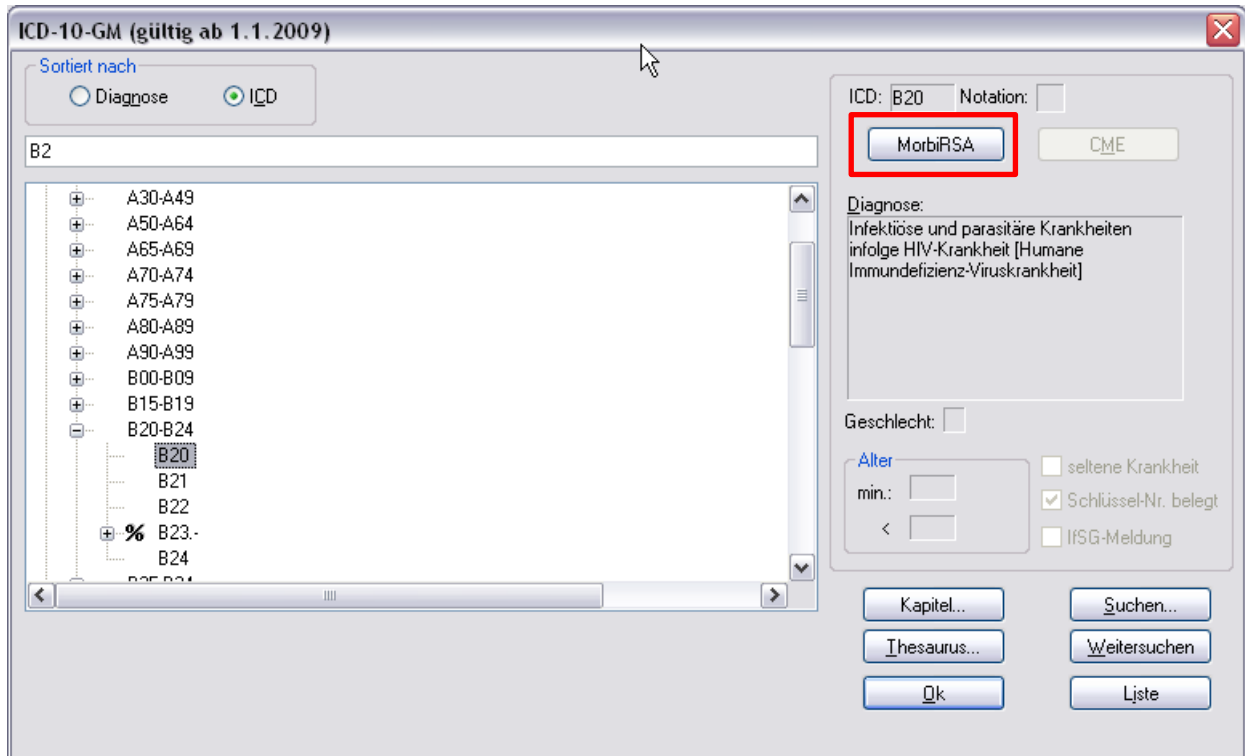 ICD-10-GM (gültig ab 1.1.2009)
Sortiert nach
Diagnose ICD
B2
A30-A49
A50-A64
A65-A69
A70-A74
A75-A79
A80-A89
A90-A99
B00-B09
B15-B19
B20-B24
B20
B21
B22
% B23.-
B24
ICD: B20 Notation:
MorbiRSA CME
Diagnose:
Infektiöse und parasitäre Krankheiten
infolge HIV-Krankheit [Humane
Immundefizienz-Viruskrankheit]
Geschlecht:
Alter
min.:
<
seltene Krankheit
Schlüssel-Nr. belegt
IfSG-Meldung
Kapitel... Suchen...
Thesaurus... Weitersuchen
Ok Liste